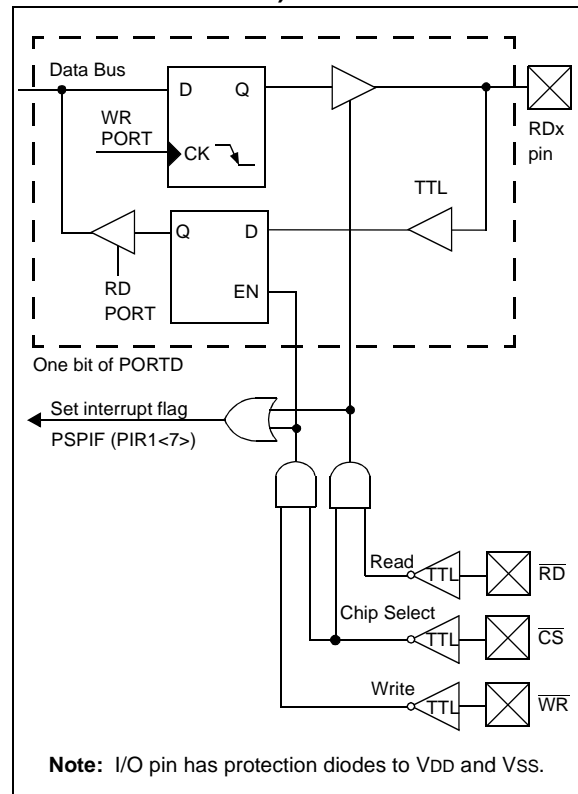 Data Bus
D Q
WR
PORT
CK
RDx
pin
TTL
Q D
RD
PORT
EN
One bit of PORTD
Set interrupt flag
PSPIF (PIR1<7>)
Read
TTL
RD
Chip Select
TTL
CS
Write
TTL
WR
Note: I/O pin has protection diodes to VDD and VSS.